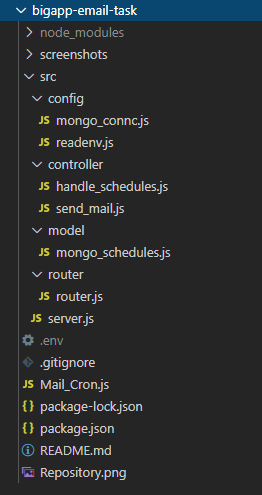 bigapp-email-task
node_modules
screenshots
src
config
JS mongo_connc.js
JS readenv.js
controller
JS handle_schedules.js
JS send_mail.js
model
JS mongo_schedules.js
router
JS router.js
JS server.js
.env
.gitignore
JS Mail_Cron.js
{} package-lock.json
{} package.json
README.md
Repository.png